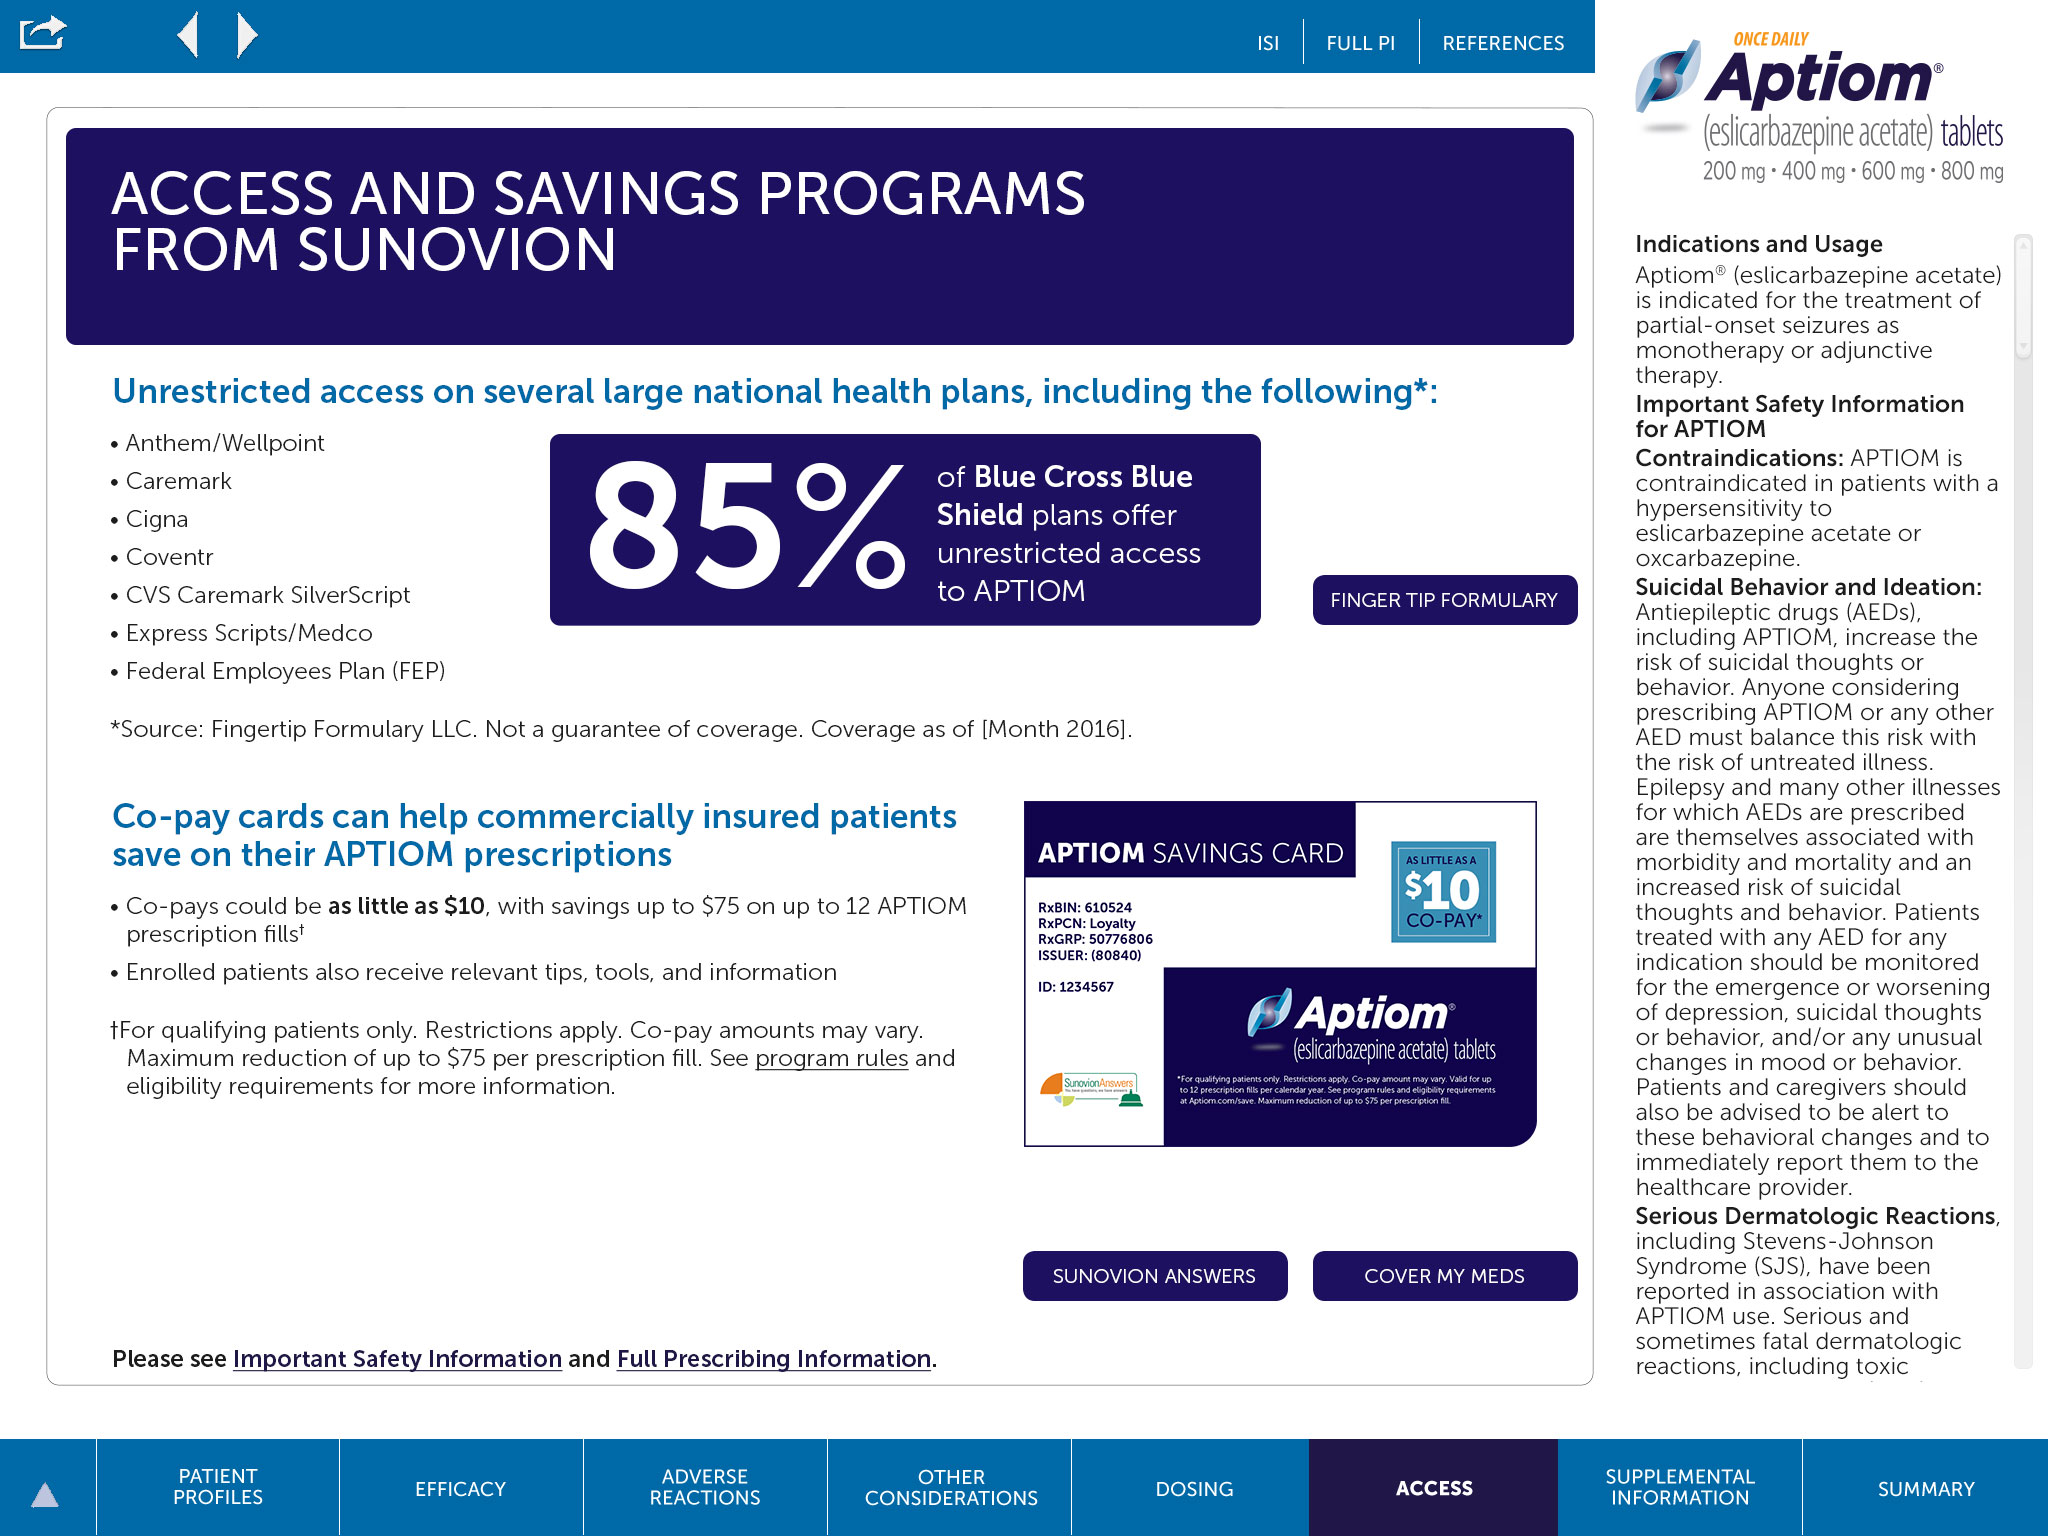 ISI
FULL PI
REFERENCES
ACCESS AND SAVINGS PROGRAMS
FROM SUNOVION
Unrestricted access on several large national health plans, including the following*:
• Anthem/Wellpoint
• Caremark
• Cigna
• Coventr
• CVS Caremark SilverScript
• Express Scripts/Medco
• Federal Employees Plan (FEP)
85%
of Blue Cross Blue
Shield plans offer
unrestricted access
to APTIOM
FINGER TIP FORMULARY
*Source: Fingertip Formulary LLC. Not a guarantee of coverage. Coverage as of [Month 2016].
Co-pay cards can help commercially insured patients
save on their APTIOM prescriptions
• Co-pays could be as little as $10, with savings up to $75 on up to 12 APTIOM
prescription fills†
• Enrolled patients also receive relevant tips, tools, and information
†For qualifying patients only. Restrictions apply. Co-pay amounts may vary.
Maximum reduction of up to $75 per prescription fill. See program rules and
eligibility requirements for more information.
APTIOM SAVINGS CARD
AS LITTLE AS A
$10
CO-PAY*
RxBIN: 610524
RxPCN: Loyalty
RxGRP: 50776806
ISSUER: (80840)
ID: 1234567
Aptiom®
(eslicarbazepine acetate) tablets
*For qualifying patients only. Restrictions apply. Co-pay amount may vary. Valid for up
to 12 prescription fills per calendar year. See program rules and eligibility requirements
at Aptiom.com/save. Maximum reduction of up to $75 per prescription fill.
SunovionAnswers
You have questions, we have answers
SUNOVION ANSWERS
COVER MY MEDS
Please see Important Safety Information and Full Prescribing Information.
ONCE DAILY
Aptiom®
(eslicarbazepine acetate) tablets
200 mg • 400 mg • 600 mg • 800 mg
Indications and Usage
Aptiom® (eslicarbazepine acetate)
is indicated for the treatment of
partial-onset seizures as
monotherapy or adjunctive
therapy.
Important Safety Information
for APTIOM
Contraindications: APTIOM is
contraindicated in patients with a
hypersensitivity to
eslicarbazepine acetate or
oxcarbazepine.
Suicidal Behavior and Ideation:
Antiepileptic drugs (AEDs),
including APTIOM, increase the
risk of suicidal thoughts or
behavior. Anyone considering
prescribing APTIOM or any other
AED must balance this risk with
the risk of untreated illness.
Epilepsy and many other illnesses
for which AEDs are prescribed
are themselves associated with
morbidity and mortality and an
increased risk of suicidal
thoughts and behavior. Patients
treated with any AED for any
indication should be monitored
for the emergence or worsening
of depression, suicidal thoughts
or behavior, and/or any unusual
changes in mood or behavior.
Patients and caregivers should
also be advised to be alert to
these behavioral changes and to
immediately report them to the
healthcare provider.
Serious Dermatologic Reactions,
including Stevens-Johnson
Syndrome (SJS), have been
reported in association with
APTIOM use. Serious and
sometimes fatal dermatologic
reactions, including toxic
PATIENT
PROFILES
EFFICACY
ADVERSE
REACTIONS
OTHER
CONSIDERATIONS
DOSING
ACCESS
SUPPLEMENTAL
INFORMATION
SUMMARY